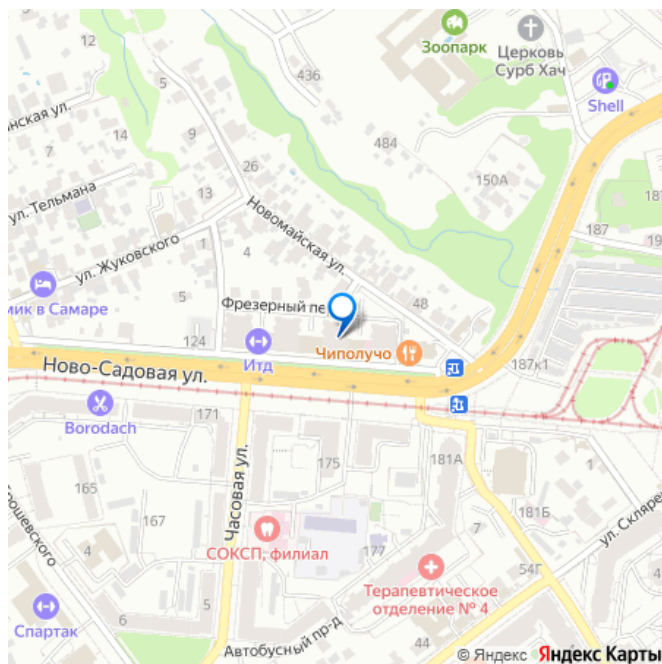 12
5
436
Зоопарк
Церковь
Сурб Хач
Shell
7
14
9
484
26
150А
ул. Тельмана
13
Новомайская ул.
187
1
4
ул. Жуковского
5
48
мик в Самаре
Фрезерный пе
124
Чиполучо
187к1
Итд
Ново-Садовая ул.
Borodach
171
Часовая ул.
175
181А
165
167
1
181Б
ул. Скляре
СОКСП, филиал
177
7
4
54Г
Терапевтическое
отделение № 4
6
Спартак
5
Автобусный пр-д
44
4
© Яндекс Яндекс Карты